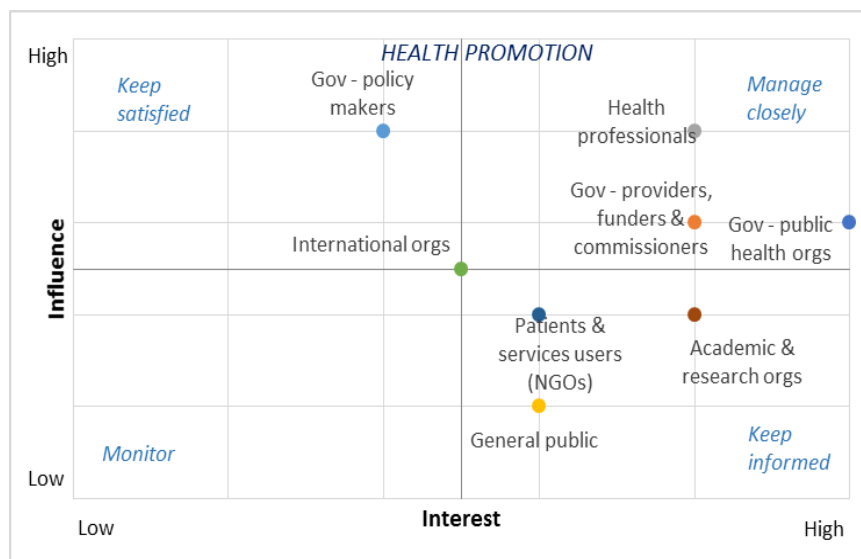 HEALTH PROMOTION
High
Keep
satisfied
Gov - policy
makers
Health
professionals
Manage
closely
Gov - providers,
funders &
commissioners
Gov - public
health orgs
International orgs
Influence
Patients &
services users
(NGOs)
Academic &
research orgs
General public
Monitor
Keep
informed
Low
Low
Interest
High